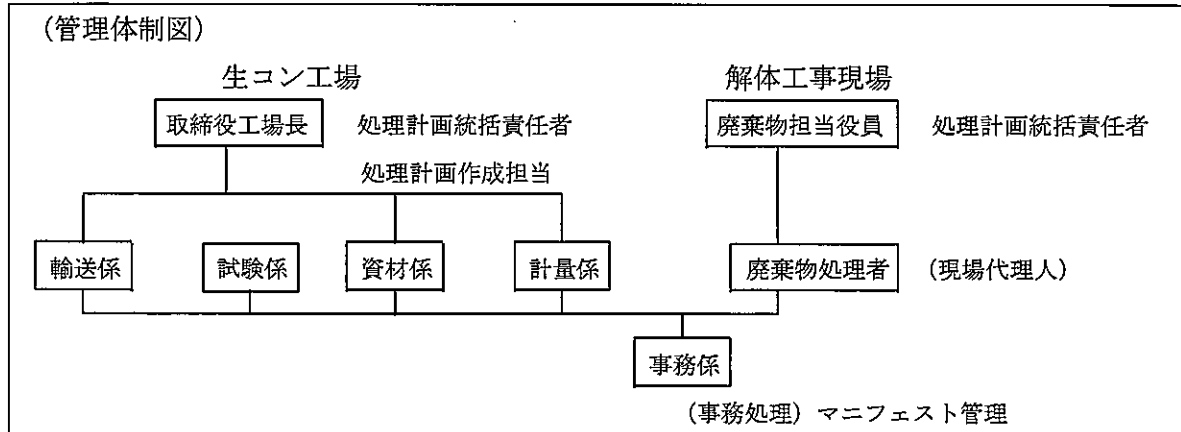 （管理体制図）
生コン工場　解体工事現場
取締役工場長　処理計画統括責任者　廃棄物担当役員　処理計画統括責任者
処理計画作成担当
輸送係　試験係　資材係　計量係　廃棄物処理者　（現場代理人）
事務係
（事務処理）マニフェスト管理